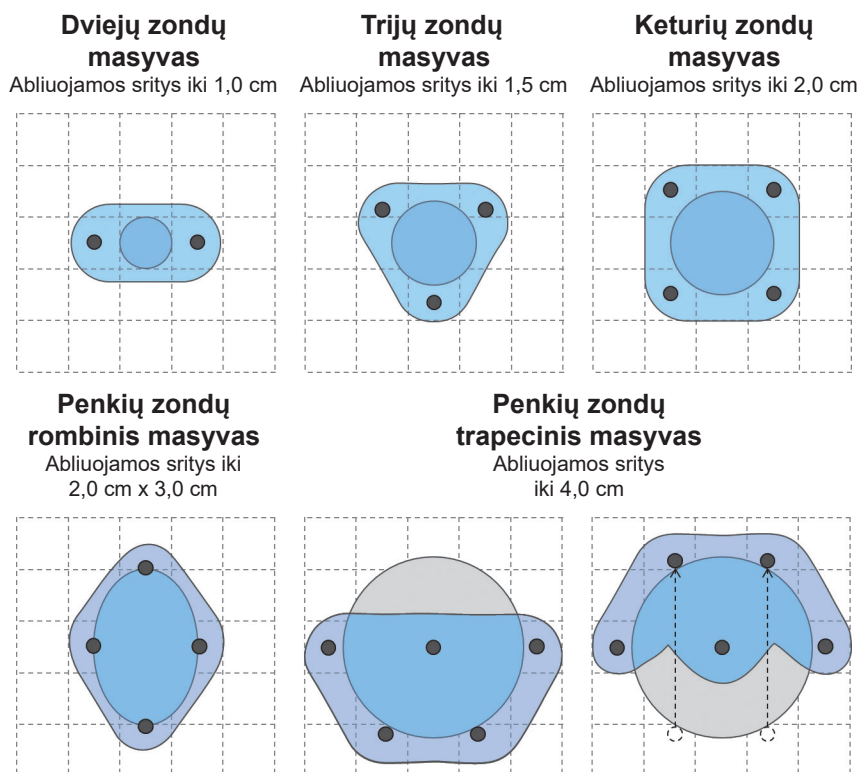 Dviejų zondų
masyvas
Abliuojamos sritys iki 1,0 cm
Trijų zondų
masyvas
Abliuojamos sritys iki 1,5 cm
Keturių zondų
masyvas
Abliuojamos sritys iki 2,0 cm
Penkių zondų
rombinis masyvas
Abliuojamos sritys iki
2,0 cm x 3,0 cm
Penkių zondų
trapecinis masyvas
Abliuojamos sritys
iki 4,0 cm